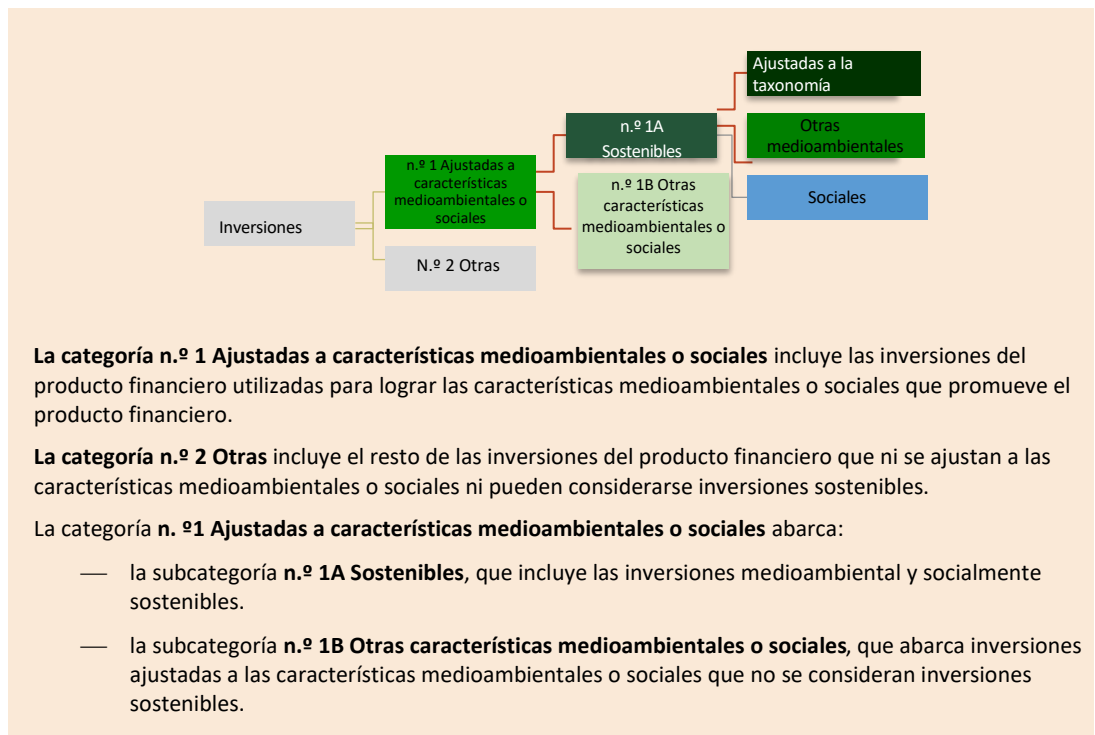 Ajustadas a la
taxonomía
n.º 1A
Sostenibles
Otras
medioambientales
n.º 1 Ajustadas a
características
medioambientales o
sociales
n.º 1B Otras
características
medioambientales o
sociales
Sociales
Inversiones
N.º 2 Otras
La categoría n.º 1 Ajustadas a características medioambientales o sociales incluye las inversiones del
producto financiero utilizadas para lograr las características medioambientales o sociales que promueve el
producto financiero.
La categoría n.º 2 Otras incluye el resto de las inversiones del producto financiero que ni se ajustan a las
características medioambientales o sociales ni pueden considerarse inversiones sostenibles.
La categoría n. º1 Ajustadas a características medioambientales o sociales abarca:
— la subcategoría n.º 1A Sostenibles, que incluye las inversiones medioambiental y socialmente
sostenibles.
— la subcategoría n.º 1B Otras características medioambientales o sociales, que abarca inversiones
ajustadas a las características medioambientales o sociales que no se consideran inversiones
sostenibles.